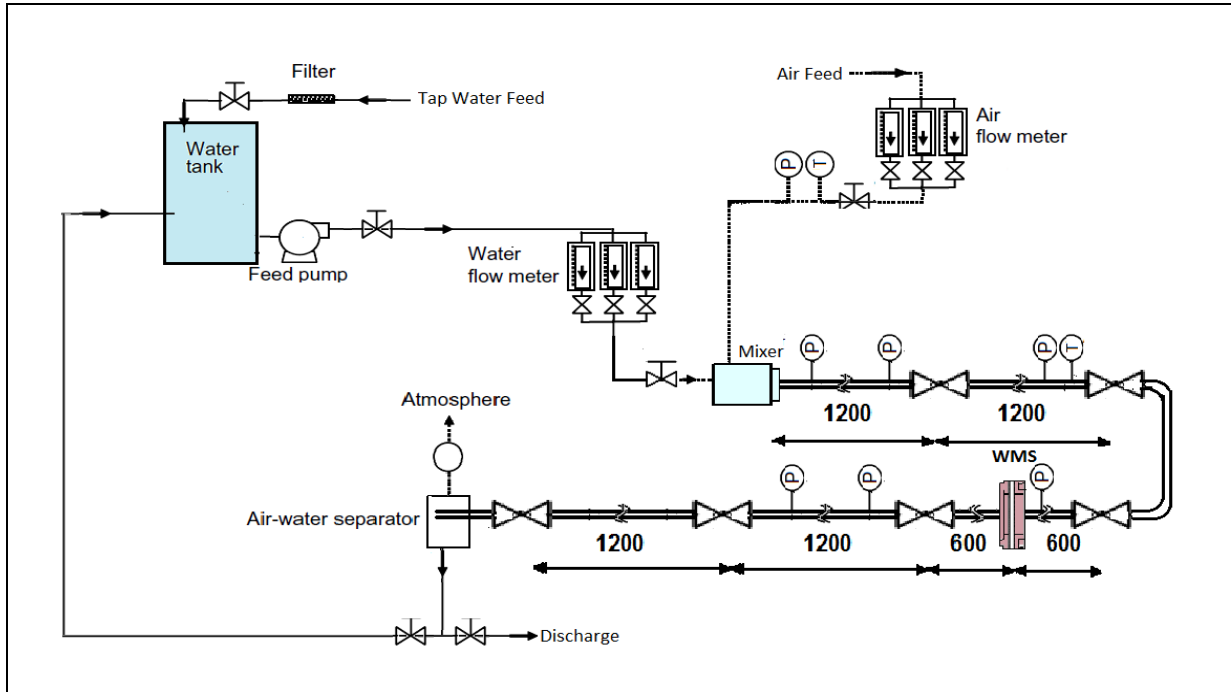 Filter
Tap Water Feed
Air Feed
Air
flow meter
Water
tank
P
T
Feed pump
Water
flow meter
Mixer
P
P
P
T
1200
1200
Atmosphere
WMS
P
P
P
Air-water separator
1200
1200
600
600
Discharge